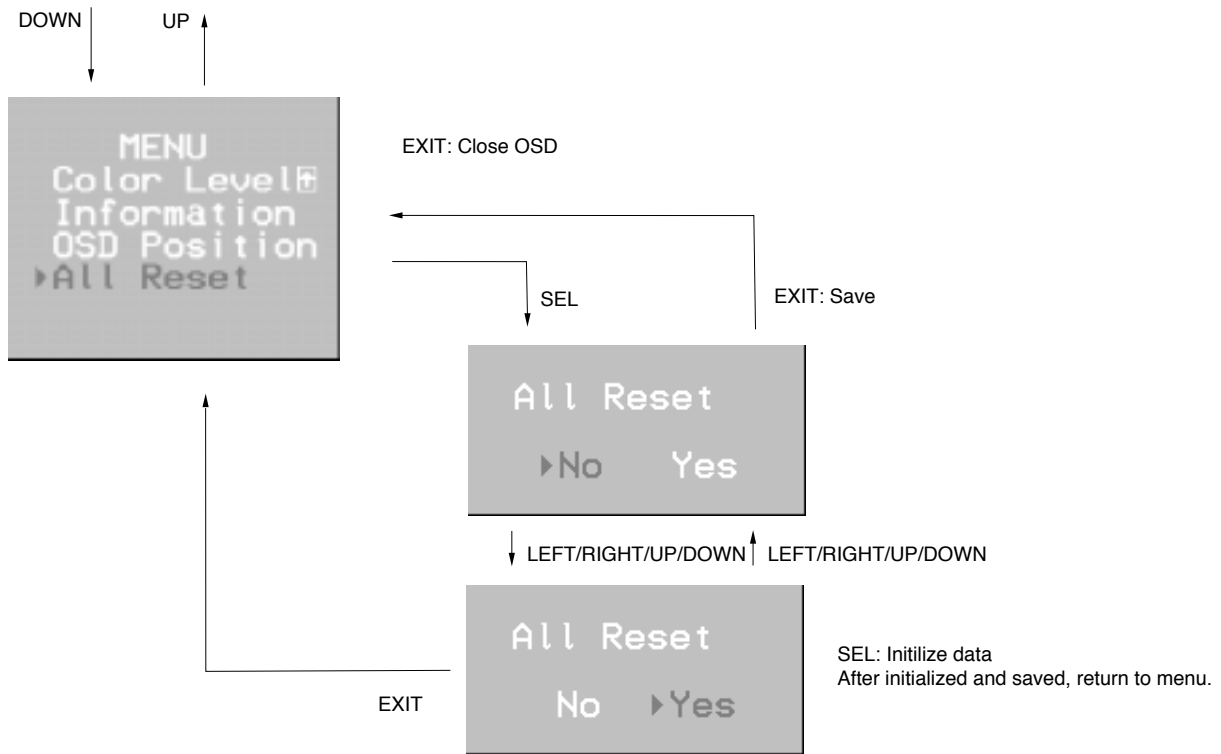 DOWN
UP
MENU
Color Level↑
Information
OSD Position
▶All Reset
EXIT: Close OSD
SEL
EXIT: Save
All Reset
▶No Yes
LEFT/RIGHT/UP/DOWN
LEFT/RIGHT/UP/DOWN
All Reset
No ▶Yes
EXIT
SEL: Initilize data
After initialized and saved, return to menu.